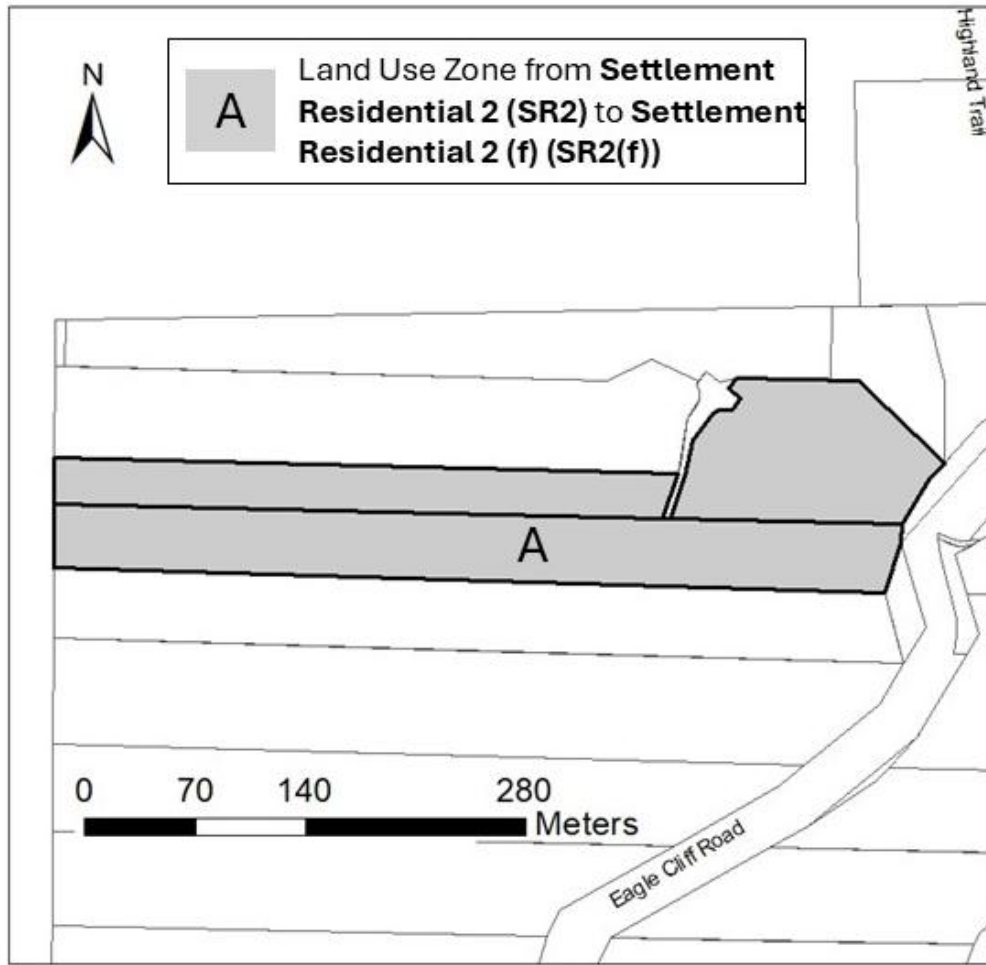 Highland Trail
N
A
Land Use Zone from Settlement
Residential 2 (SR2) to Settlement
Residential 2 (f) (SR2(f))
A
0 70 140 280
Meters
Eagle Cliff Road